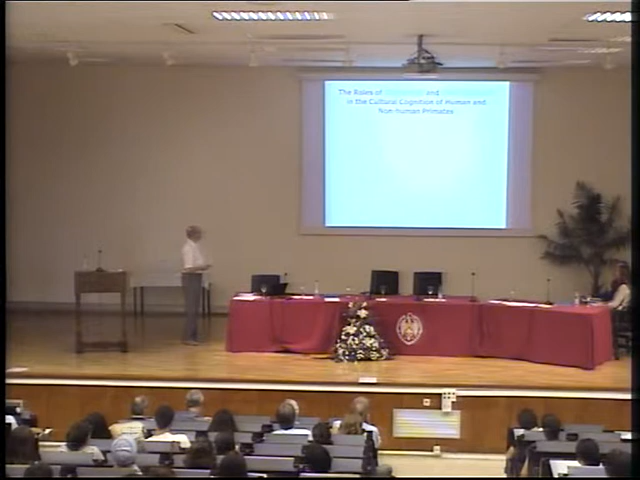 The Roles of and
in the Cultural Cognition of Human and
Non-human Primates